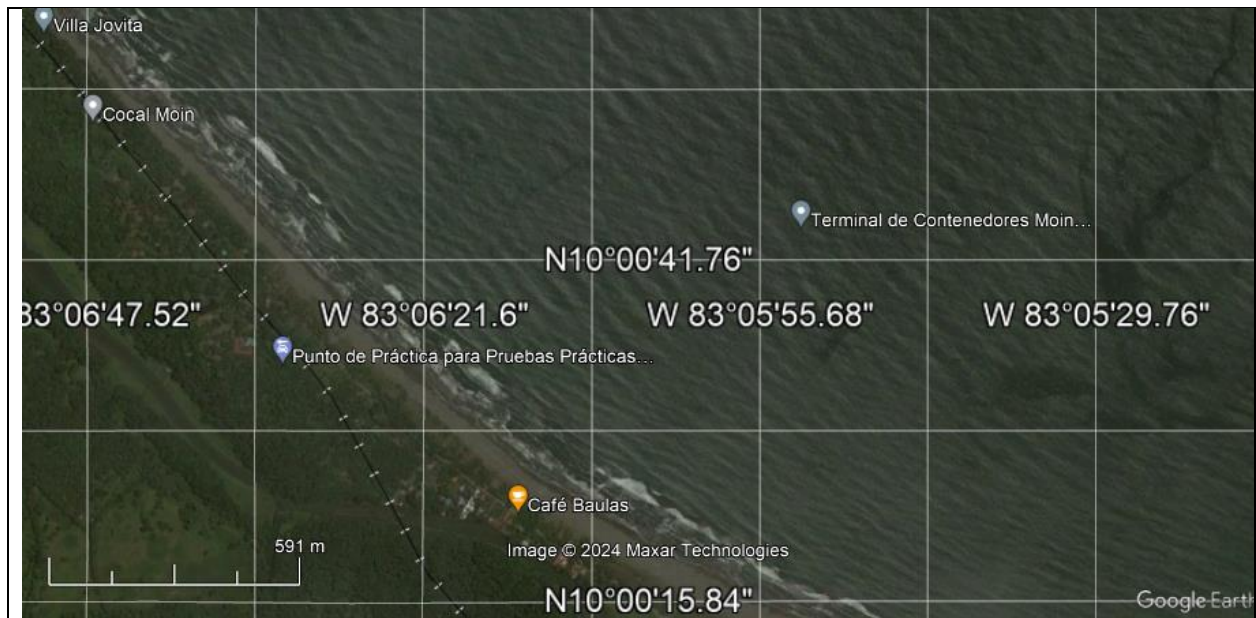 Villa Jovita
Cocal Moin
Terminal de Contenedores Moin...
N10°00'41.76"
83°06'47.52" W 83°06'21.6" W 83°05'55.68" W 83°05'29.76"
Punto de Práctica para Pruebas Prácticas...
Café Baulas
591 m
Image © 2024 Maxar Technologies
N10°00'15.84"
Google Earth